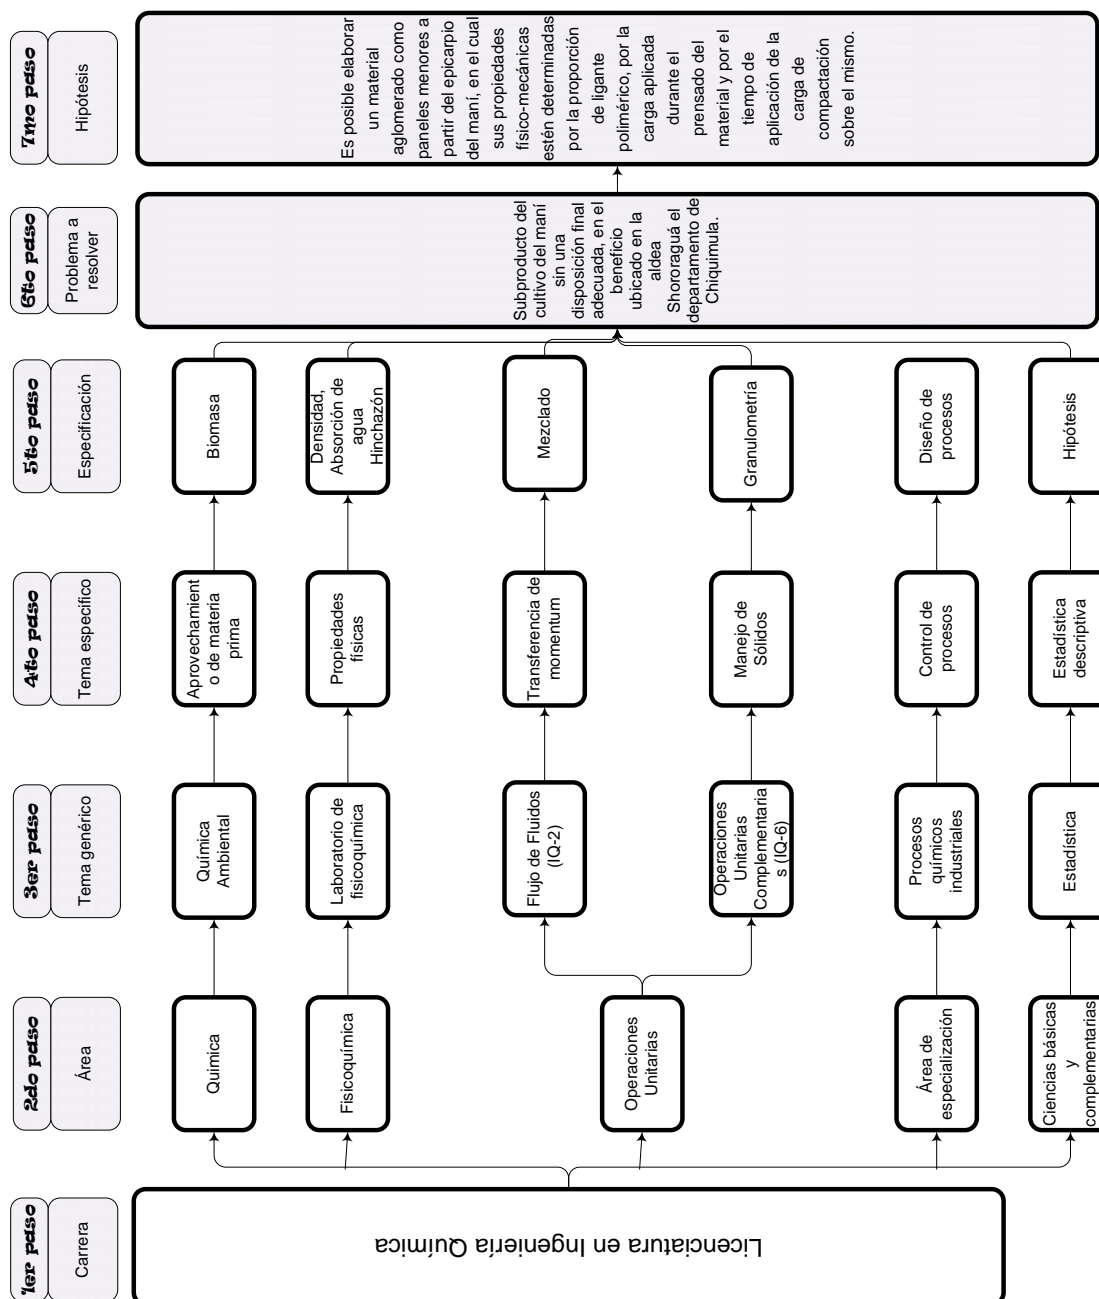 1er paso
Carrera
2do paso
Área
3er paso
Tema genérico
4to paso
Tema específico
5to paso
Especificación
6to paso
Problema a
resolver
7mo paso
Hipótesis
Licenciatura en Ingeniería Química
Química
Química
Ambiental
Aprovechamient
o de materia
prima
Biomasa
Fisicoquímica
Laboratorio de
fisicoquímica
Propiedades
físicas
Densidad,
Absorción de
agua
Hinchazón
Operaciones
Unitarias
Flujo de Fluidos
(IQ-2)
Transferencia de
momentum
Mezclado
Operaciones
Unitarias
Complementaria
s (IQ-6)
Manejo de
Sólidos
Granulometría
Área de
especialización
Procesos
químicos
industriales
Control de
procesos
Diseño de
procesos
Ciencias básicas
y
complementarias
Estadística
Estadística
descriptiva
Hipótesis
Subproducto del
cultivo del maní
sin una
disposición final
adecuada, en el
beneficio
ubicado en la
aldea
Shororaguá el
departamento de
Chiquimula.
Es posible elaborar
un material
aglomerado como
paneles menores a
partir del epicarpio
del maní, en el cual
sus propiedades
físico-mecánicas
estén determinadas
por la proporción
de ligante
polimérico, por la
carga aplicada
durante el
prensado del
material y por el
tiempo de
aplicación de la
carga de
compactación
sobre el mismo.